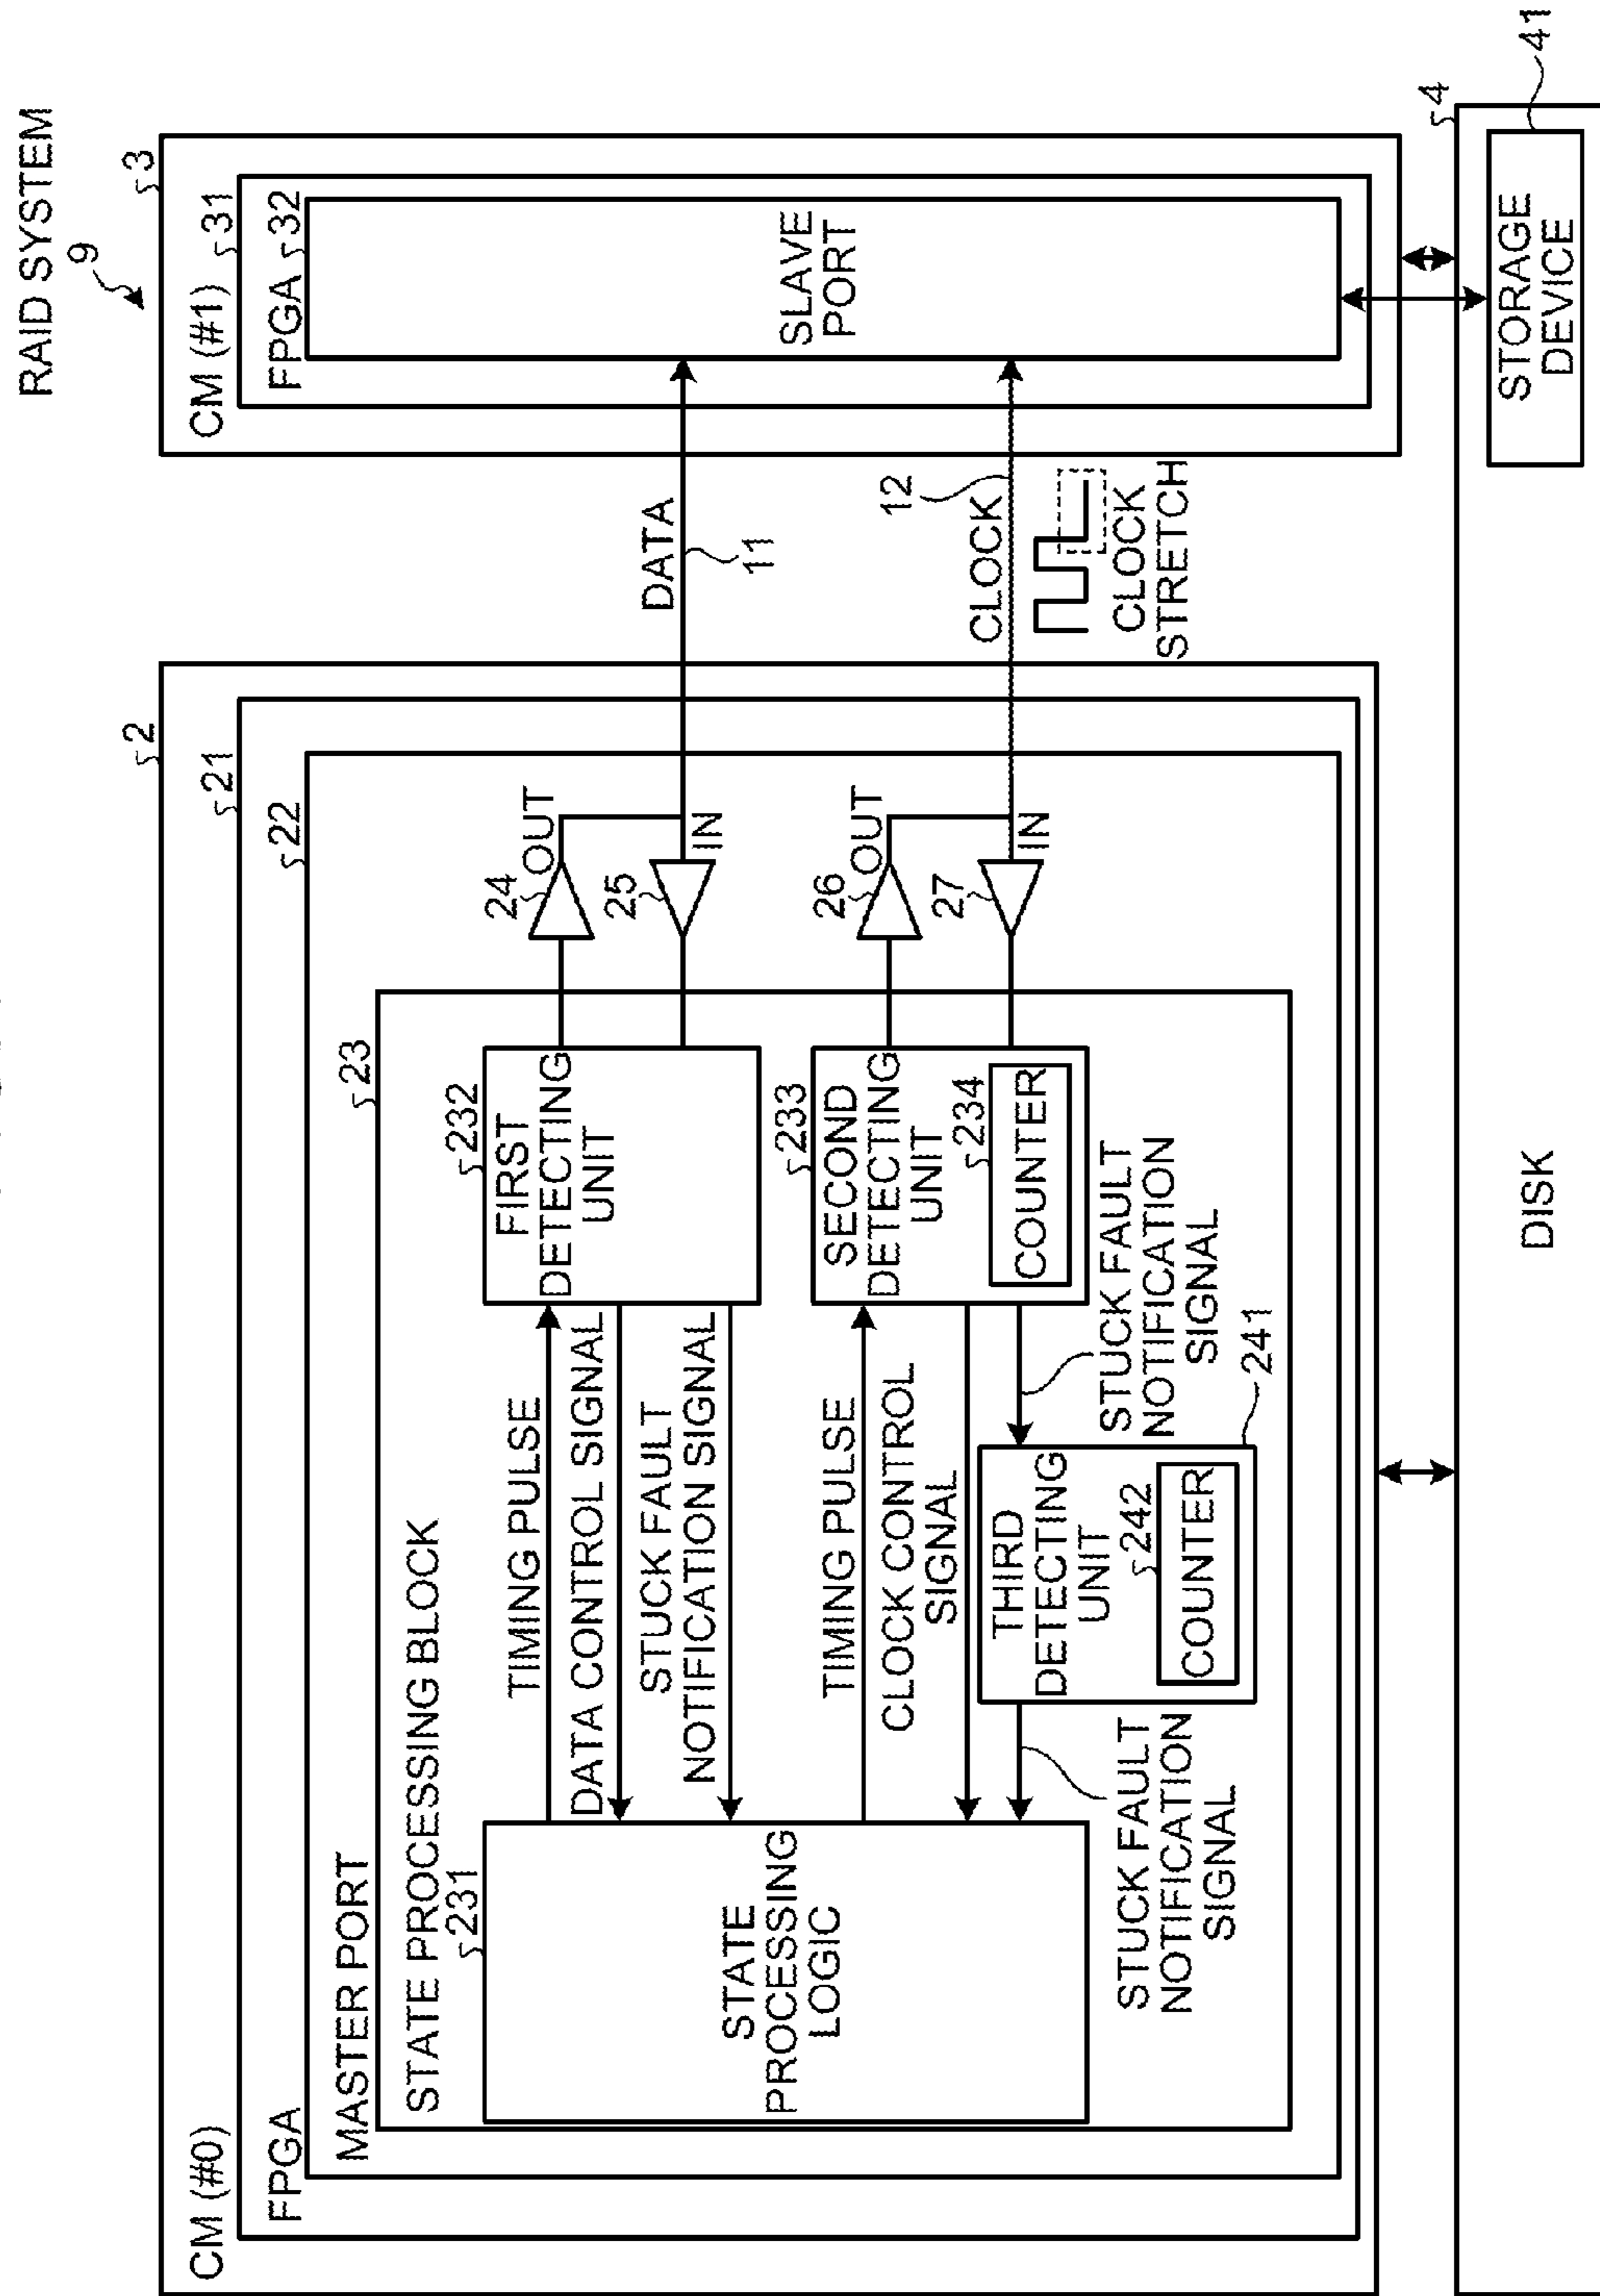 RAID SYSTEM
9
2
3
CM (#0)
CM (#1)
21
31
FPGA
FPGA
22
32
MASTER PORT
23
STATE PROCESSING BLOCK
231
STATE
PROCESSING
LOGIC
TIMING PULSE
DATA CONTROL SIGNAL
STUCK FAULT
NOTIFICATION SIGNAL
232
FIRST
DETECTING
UNIT
24
OUT
25
IN
DATA
11
SLAVE
PORT
TIMING PULSE
CLOCK CONTROL
SIGNAL
233
SECOND
DETECTING
UNIT
234
COUNTER
26
OUT
27
IN
12
CLOCK
CLOCK
STRETCH
THIRD
DETECTING
UNIT
242
COUNTER
241
STUCK FAULT
NOTIFICATION
SIGNAL
STUCK FAULT
NOTIFICATION
SIGNAL
4
DISK
STORAGE
DEVICE
41